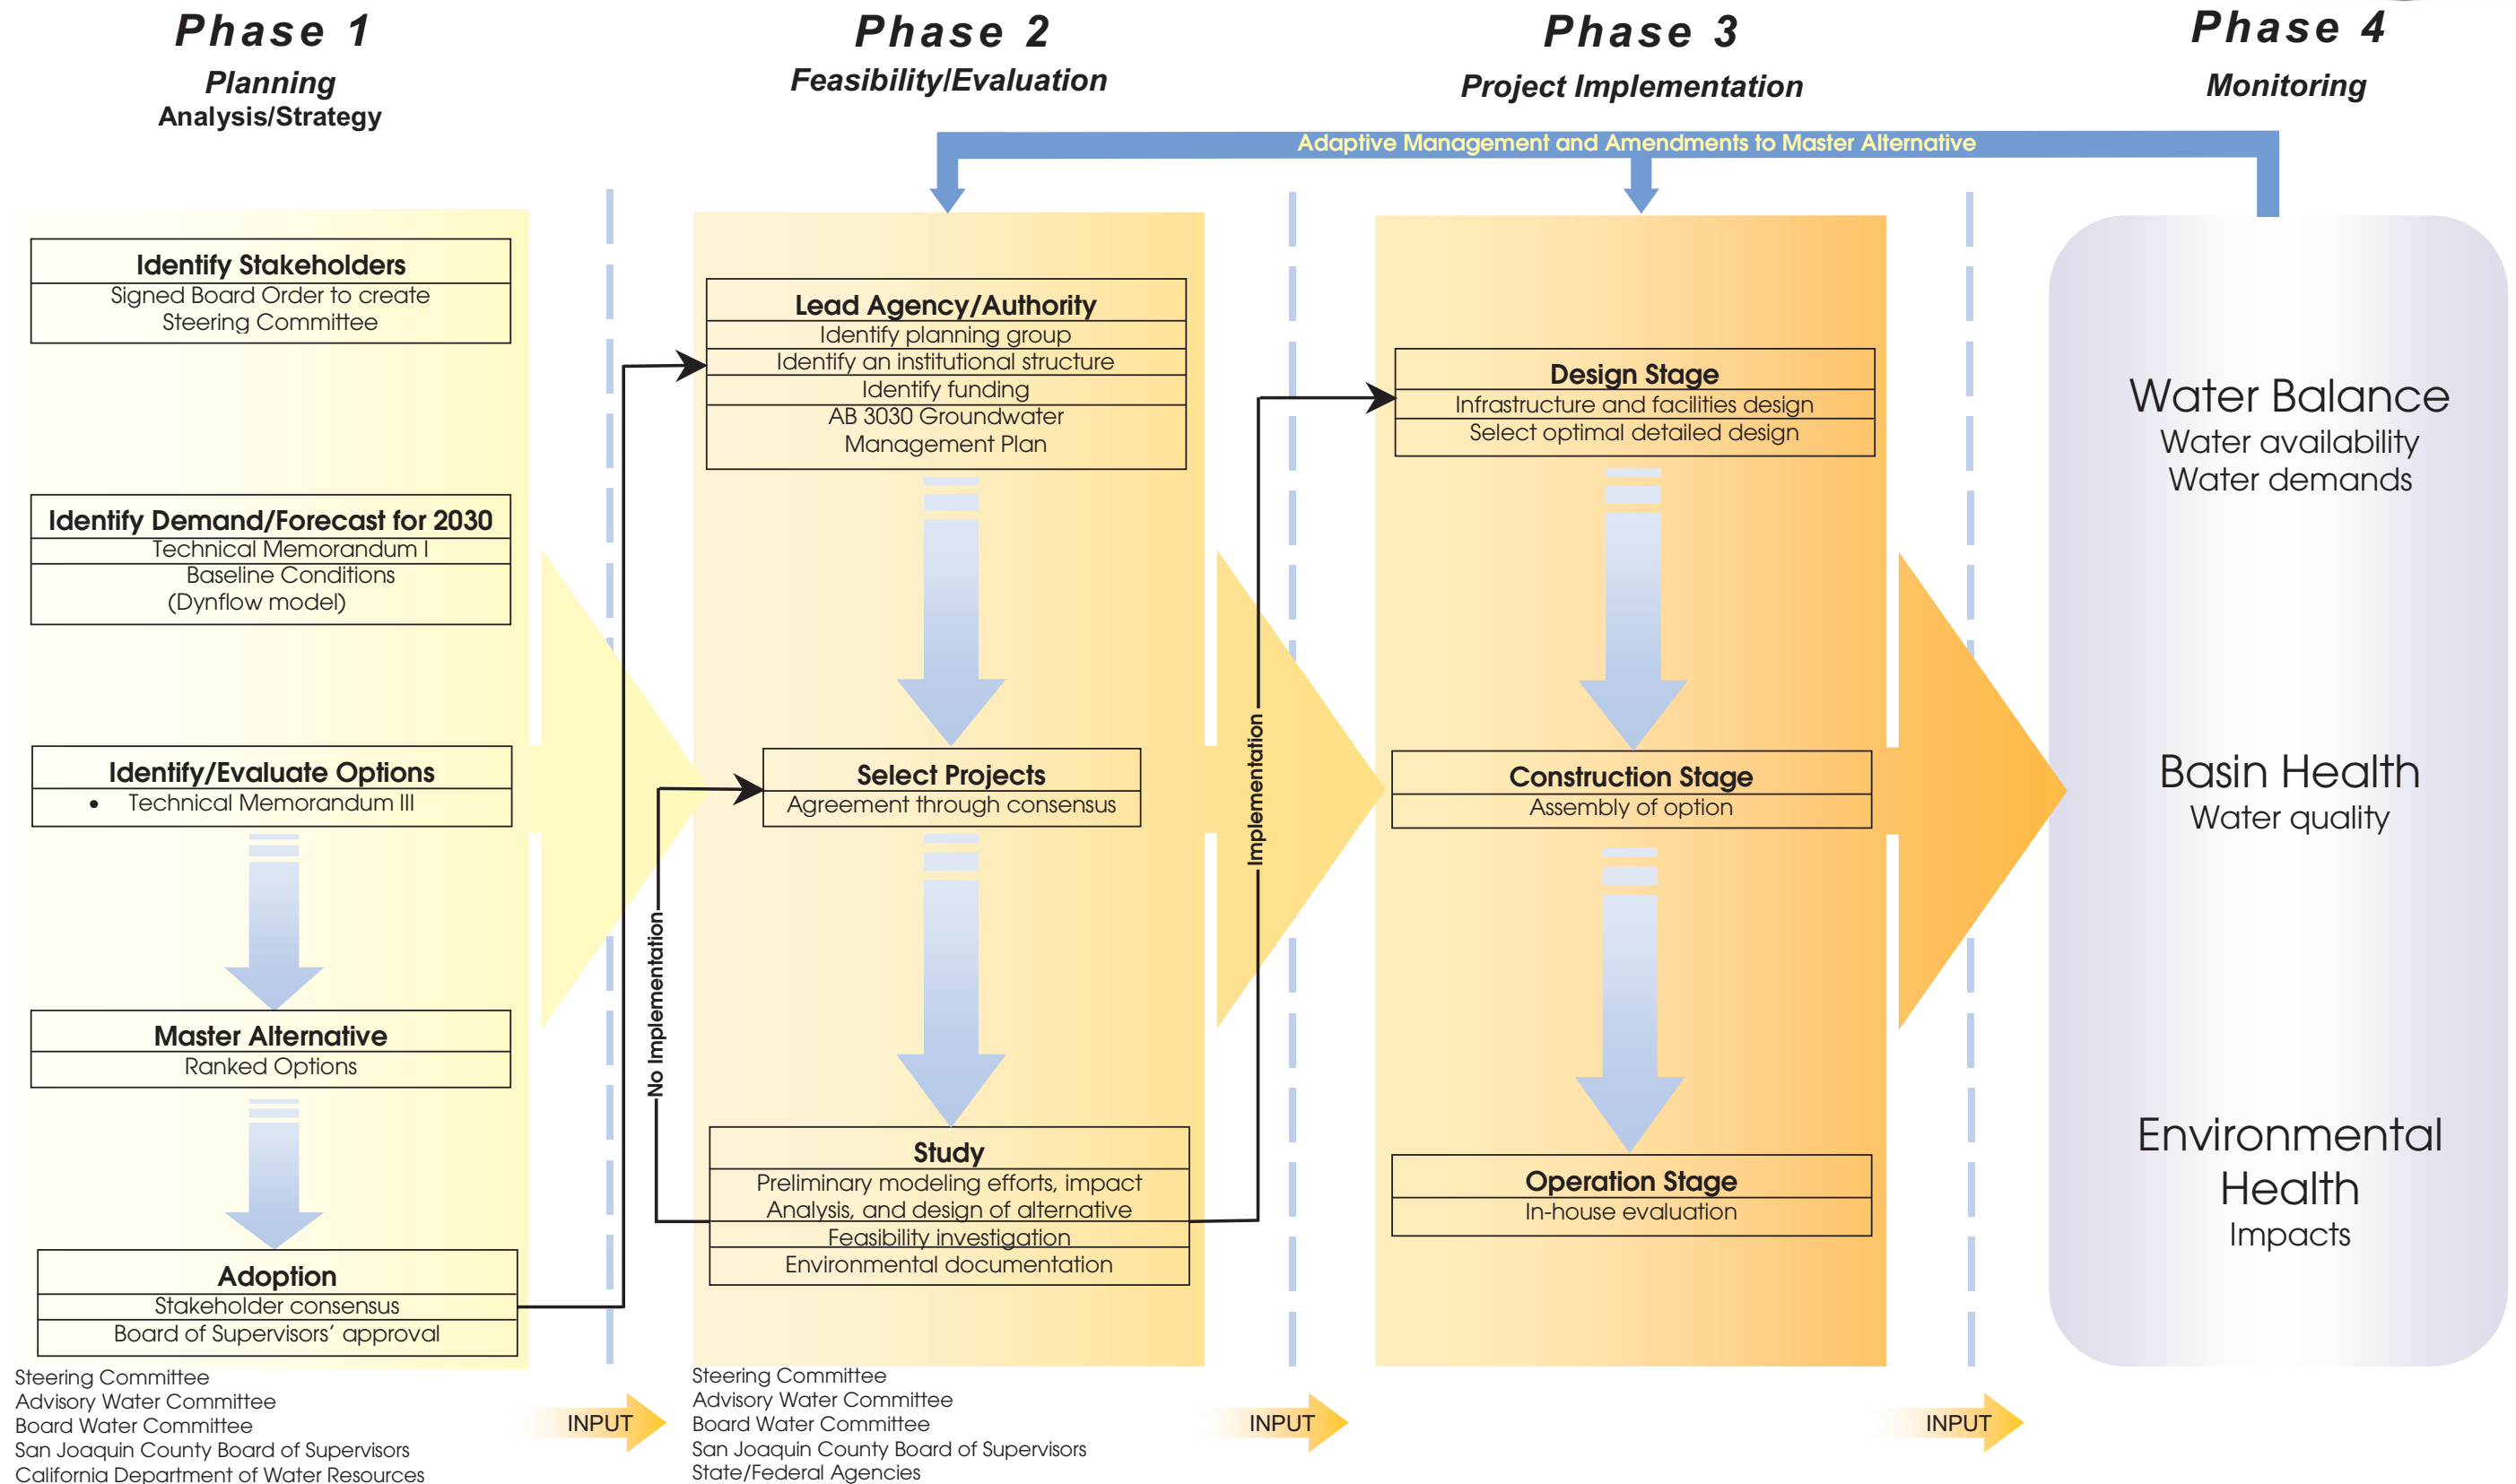 Phase 1
Planning
Analysis/Strategy
Phase 2
Feasibility/Evaluation
Phase 3
Project Implementation
Phase 4
Monitoring
Adaptive Management and Amendments to Master Alternative
Identify Stakeholders
Signed Board Order to create
Steering Committee
Identify Demand/Forecast for 2030
Technical Memorandum I
Baseline Conditions
(Dynflow model)
Identify/Evaluate Options
• Technical Memorandum III
Master Alternative
Ranked Options
Adoption
Stakeholder consensus
Board of Supervisors’ approval
Steering Committee
Advisory Water Committee
Board Water Committee
San Joaquin County Board of Supervisors
California Department of Water Resources
INPUT
No Implementation
Lead Agency/Authority
Identify planning group
Identify an institutional structure
Identify funding
AB 3030 Groundwater
Management Plan
Select Projects
Agreement through consensus
Study
Preliminary modeling efforts, impact
Analysis, and design of alternative
Feasibility investigation
Environmental documentation
Steering Committee
Advisory Water Committee
Board Water Committee
San Joaquin County Board of Supervisors
State/Federal Agencies
INPUT
Implementation
Design Stage
Infrastructure and facilities design
Select optimal detailed design
Construction Stage
Assembly of option
Operation Stage
In-house evaluation
INPUT
Water Balance
Water availability
Water demands
Basin Health
Water quality
Environmental
Health
Impacts